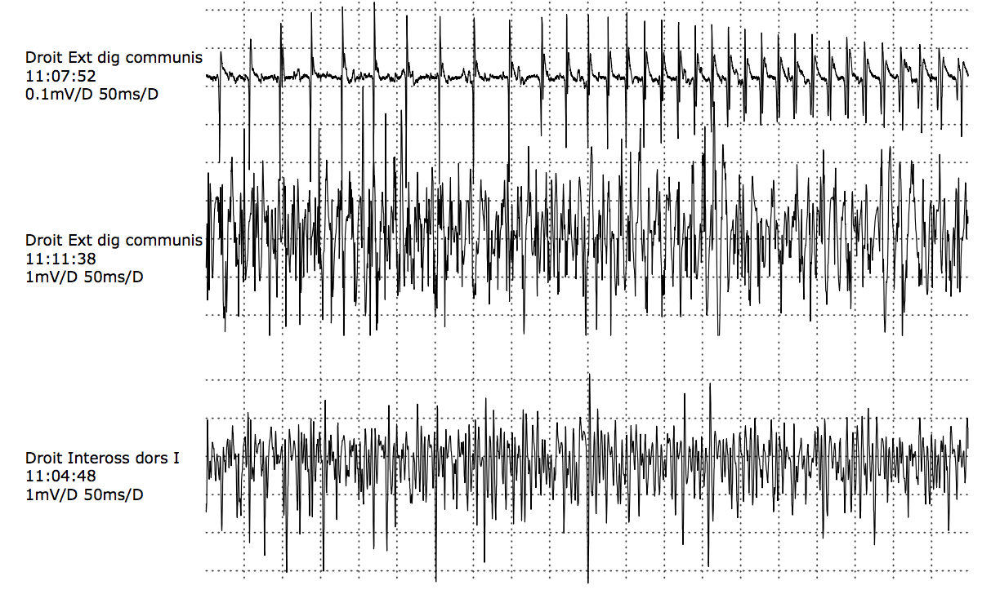 Droit Ext dig communis
11:07:52
0.1mV/D 50ms/D
Droit Ext dig communis
11:11:38
1mV/D 50ms/D
Droit Inteross dors I
11:04:48
1mV/D 50ms/D